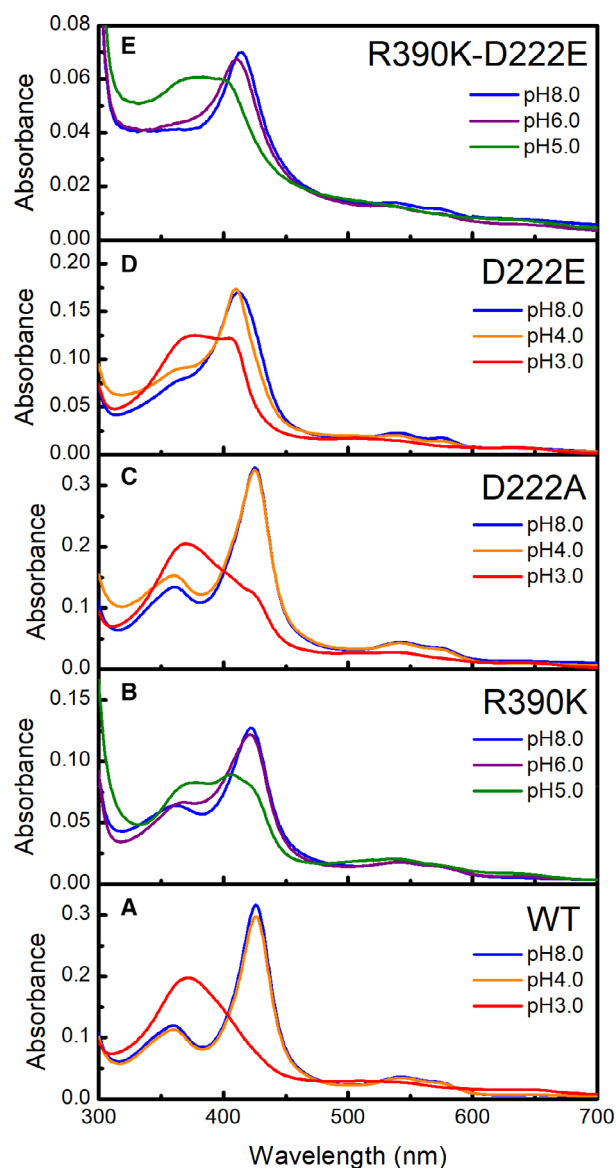 E
R390K-D222E
pH8.0
pH6.0
pH5.0
Absorbance
0.08
0.06
0.04
0.02
0.00
D
D222E
pH8.0
pH4.0
pH3.0
Absorbance
0.20
0.15
0.10
0.05
0.00
C
D222A
pH8.0
pH4.0
pH3.0
Absorbance
0.3
0.2
0.1
0.0
B
R390K
pH8.0
pH6.0
pH5.0
Absorbance
0.15
0.10
0.05
0.00
A
WT
pH8.0
pH4.0
pH3.0
Absorbance
0.3
0.2
0.1
0.0
300 400 500 600 700
Wavelength (nm)